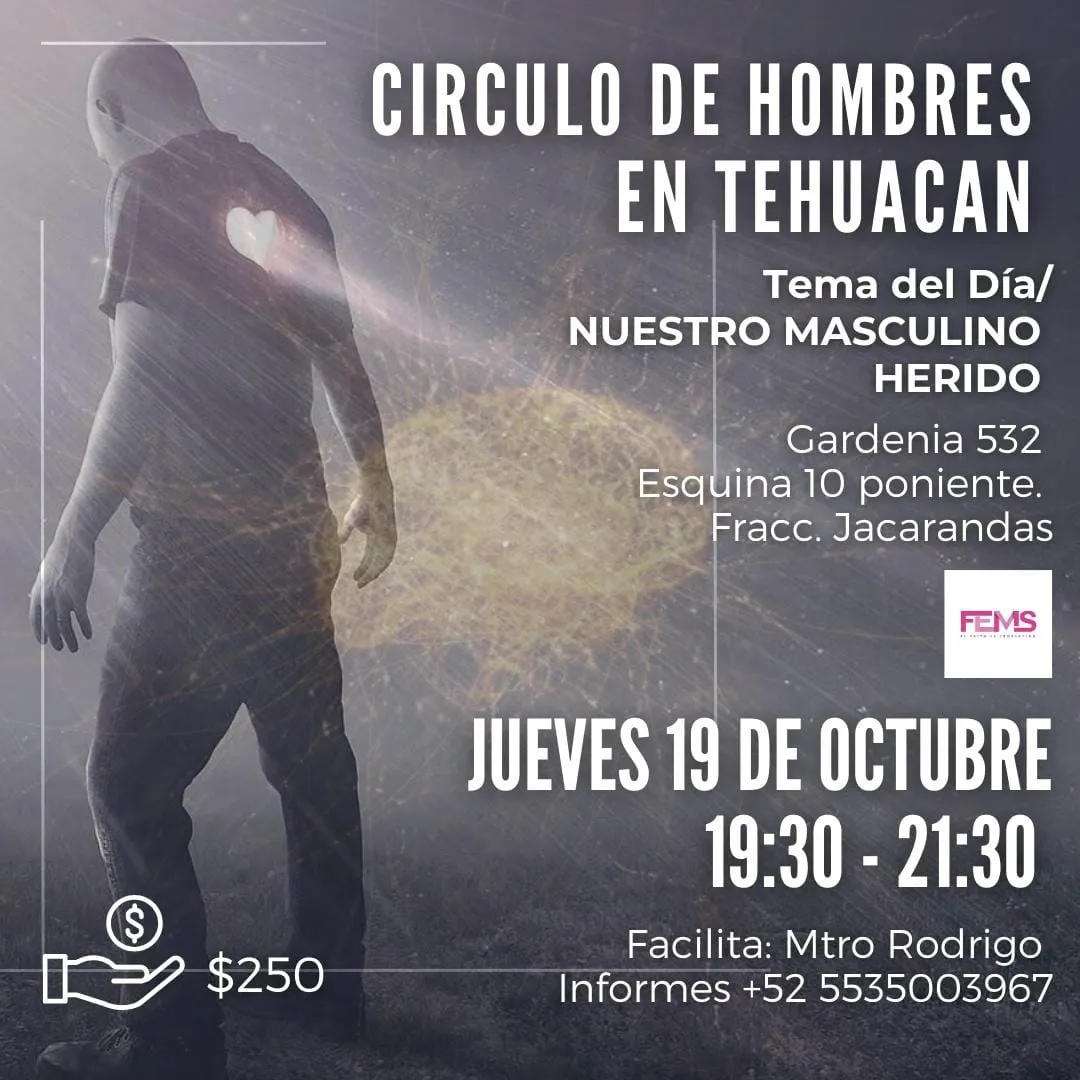 CIRCULO DE HOMBRES
EN TEHUACAN
Tema del Día/
NUESTRO MASCULINO
HERIDO
Gardenia 532
Esquina 10 poniente.
Fracc. Jacarandas
FEMS
JUEVES 19 DE OCTUBRE
19:30 - 21:30
Facilita: Mtro Rodrigo
Informes +52 5535003967
$
$250